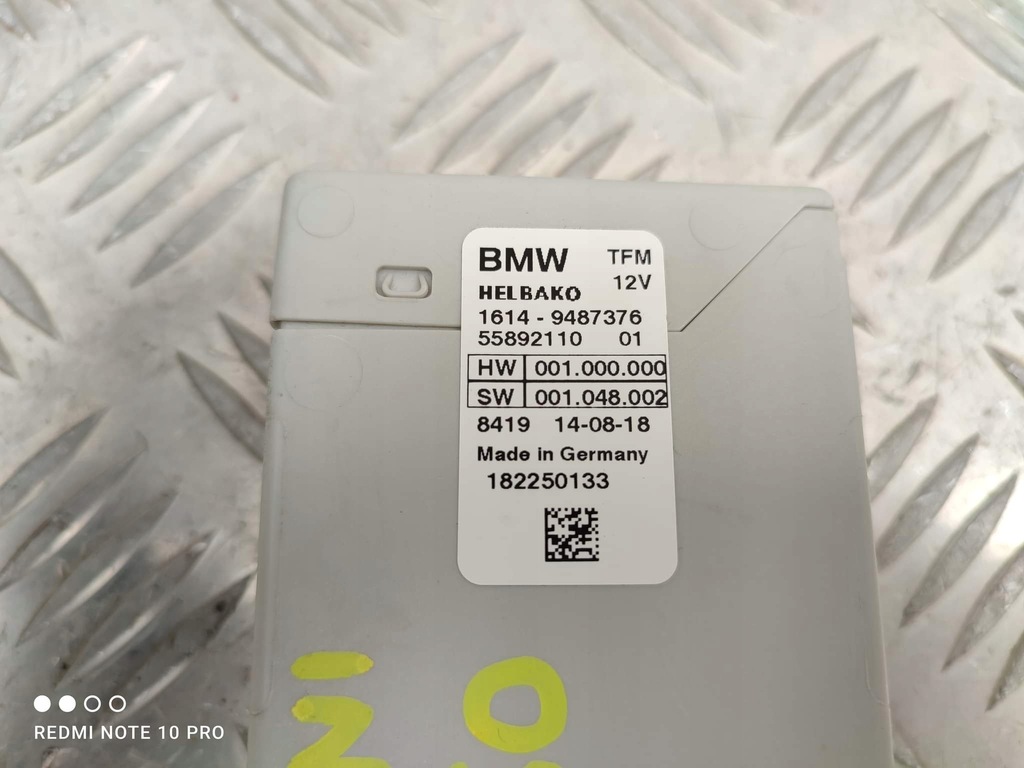 BMW TFM
12V
HELBAKO
1614 - 9487376
55892110 01
HW 001.000.000
SW 001.048.002
8419 14-08-18
Made in Germany
182250133
REDMI NOTE 10 PRO